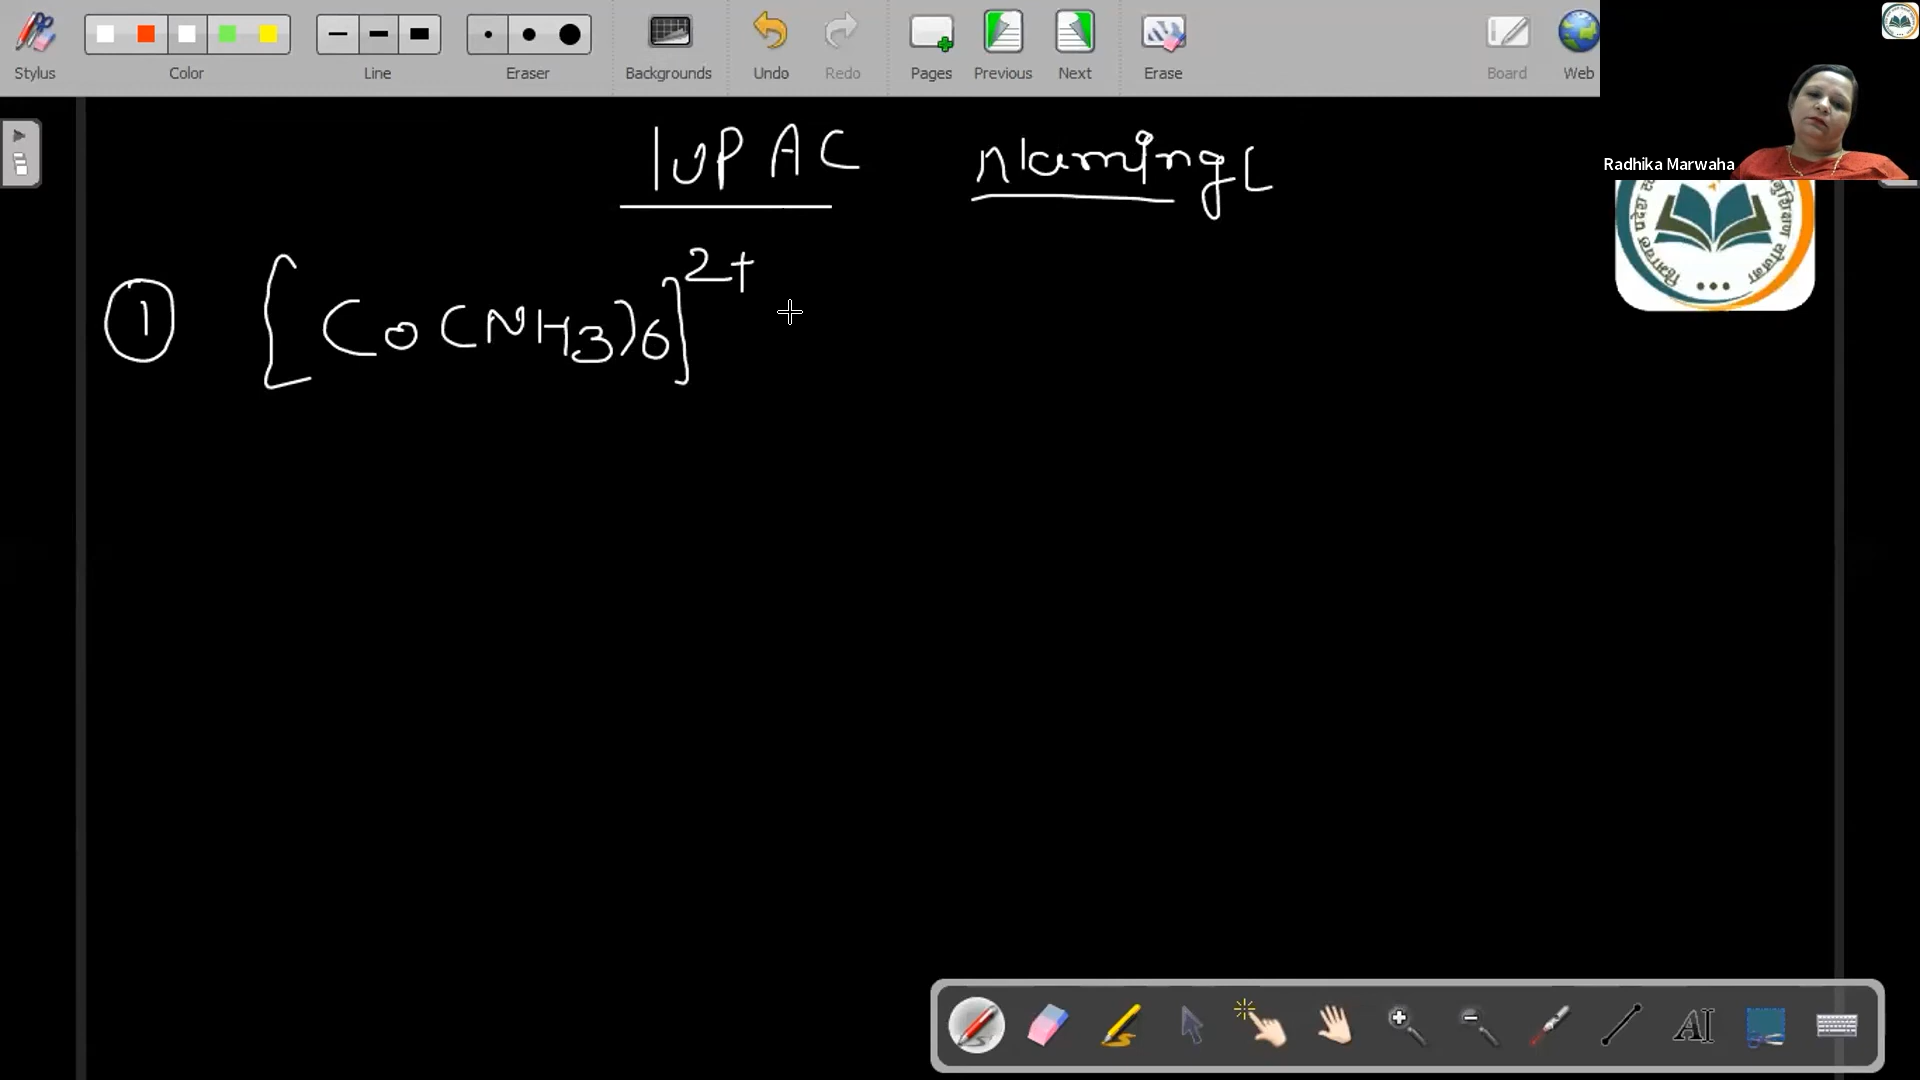 Stylus Color Line Eraser Backgrounds Undo Redo Pages Previous Next Erase Board Web
Radhika Marwaha
IUPAC naming
① [Co(NH3)6]2+
AI